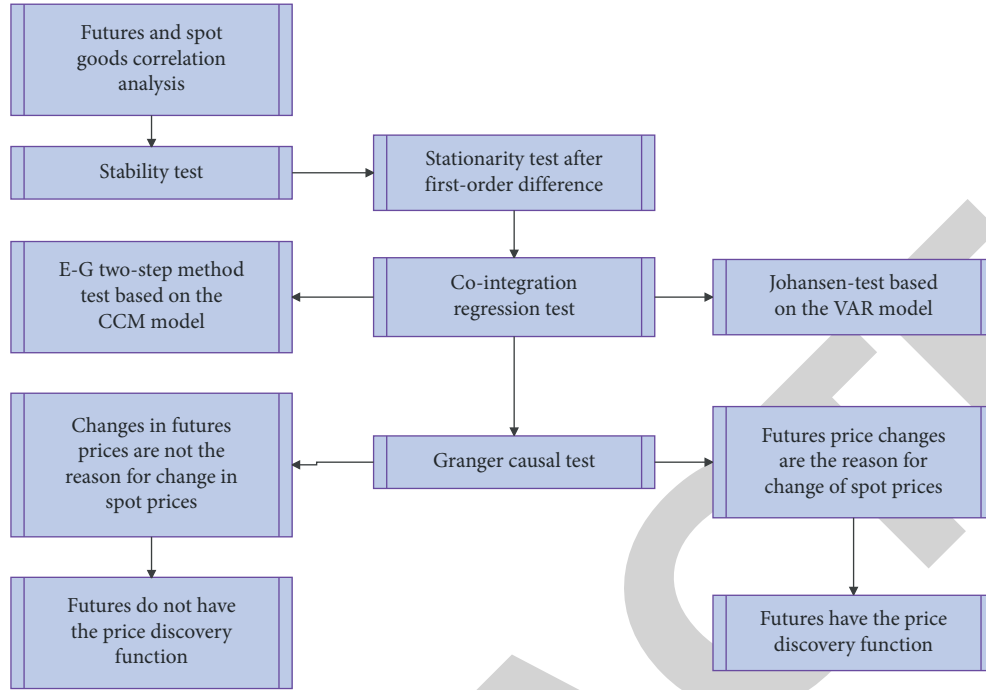 Futures and spot
goods correlation
analysis
Stability test
Stationarity test after
first-order difference
E-G two-step method
test based on the
CCM model
Co-integration
regression test
Johansen-test based
on the VAR model
Changes in futures
prices are not the
reason for change in
spot prices
Granger causal test
Futures price changes
are the reason for
change of spot prices
Futures do not have
the price discovery
function
Futures have the price
discovery function